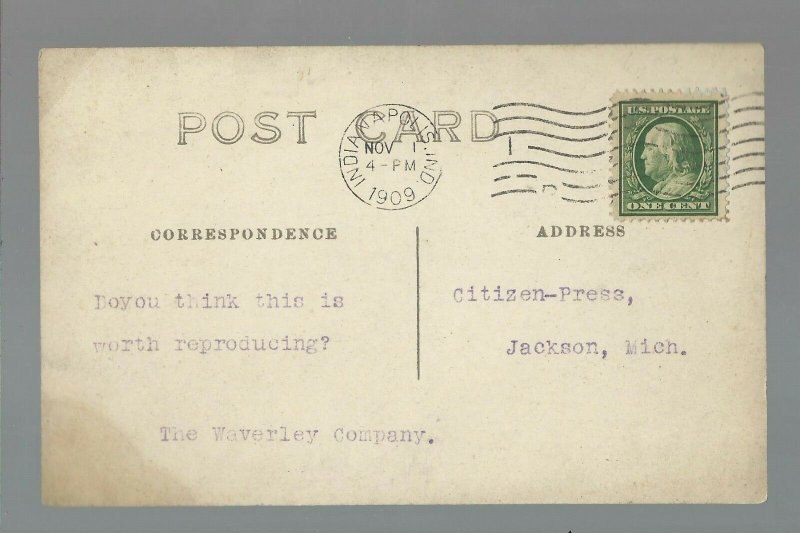 POST CARD
INDIANAPOLIS, IND.
NOV 1
4-PM
1909
1
U.S. POSTAGE
ONE CENT
CORRESPONDENCE
ADDRESS
Doyou think this is
worth reproducing?
The Waverley Company.
Citizen-Press,
Jackson, Mich.